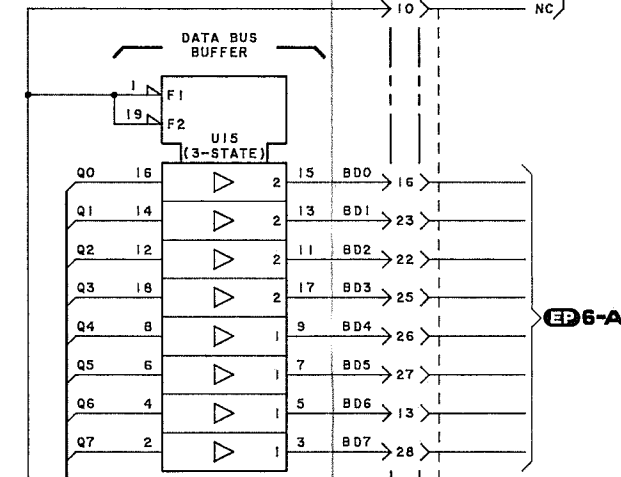 10 NC
DATA BUS
BUFFER
1 F1
19 F2
U15
(3-STATE)
Q0 16 2 15 BD0 16
Q1 14 2 13 BD1 23
Q2 12 2 11 BD2 22
Q3 18 2 17 BD3 25
EP 6-A
Q4 8 1 9 BD4 26
Q5 6 1 7 BD5 27
Q6 4 1 5 BD6 13
Q7 2 1 3 BD7 28